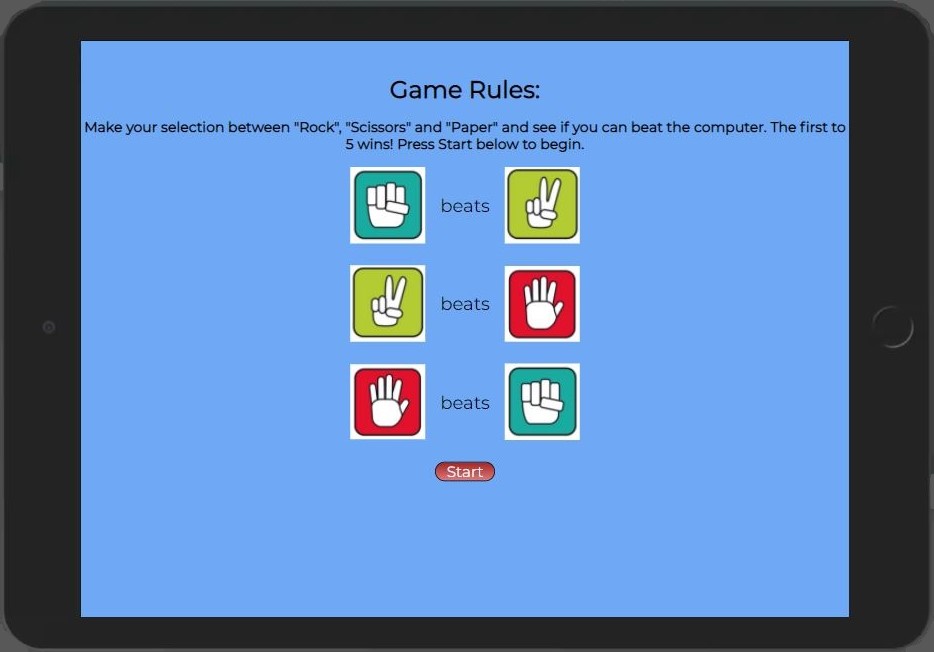 Game Rules:
Make your selection between "Rock", "Scissors" and "Paper" and see if you can beat the computer. The first to
5 wins! Press Start below to begin.
beats
beats
beats
Start